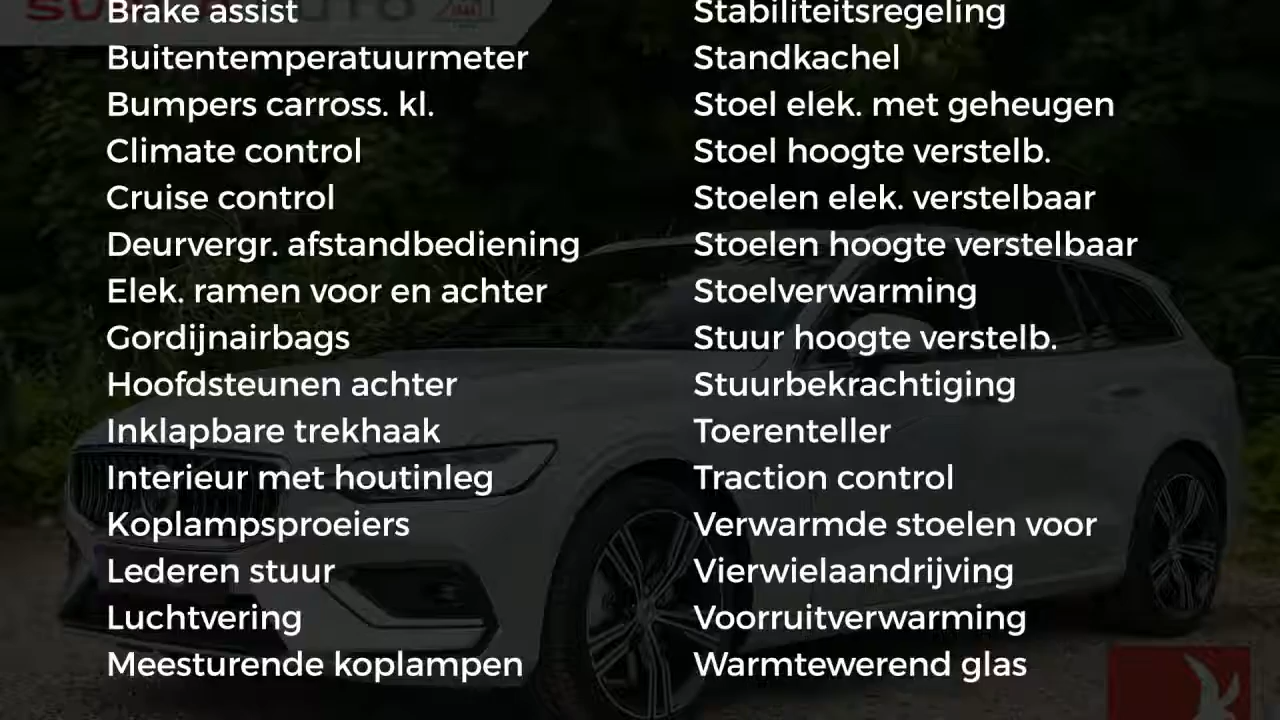 Brake assist
Buitentemperatuurmeter
Bumpers carross. kl.
Climate control
Cruise control
Deurvergr. afstandbediening
Elek. ramen voor en achter
Gordijnairbags
Hoofdsteunen achter
Inklapbare trekhaak
Interieur met houtinleg
Koplampsproeiers
Lederen stuur
Luchtvering
Meesturende koplampen
Stabiliteitsregeling
Standkachel
Stoel elek. met geheugen
Stoel hoogte verstelb.
Stoelen elek. verstelbaar
Stoelen hoogte verstelbaar
Stoelverwarming
Stuur hoogte verstelb.
Stuurbekrachtiging
Toerenteller
Traction control
Verwarmde stoelen voor
Vierwielaandrijving
Voorruitverwarming
Warmtewerend glas